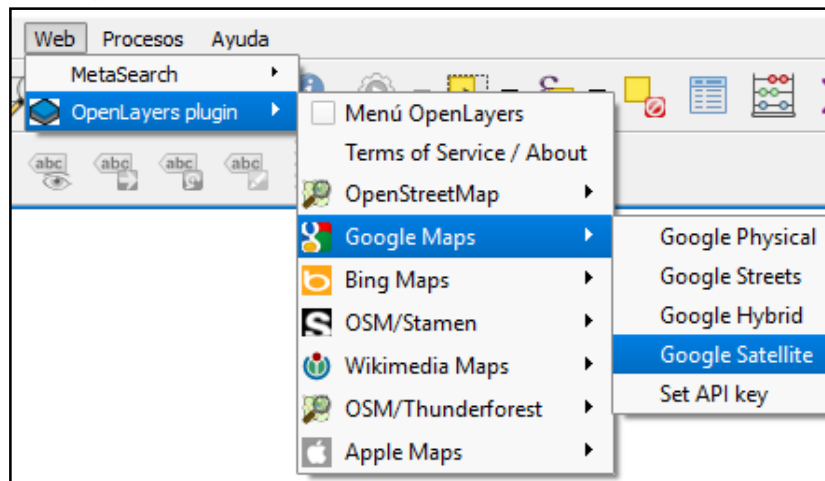 Web Procesos Ayuda
MetaSearch
OpenLayers plugin
Menú OpenLayers
Terms of Service / About
OpenStreetMap
Google Maps
Bing Maps
OSM/Stamen
Wikimedia Maps
OSM/Thunderforest
Apple Maps
Google Physical
Google Streets
Google Hybrid
Google Satellite
Set API key
abc abc abc abc